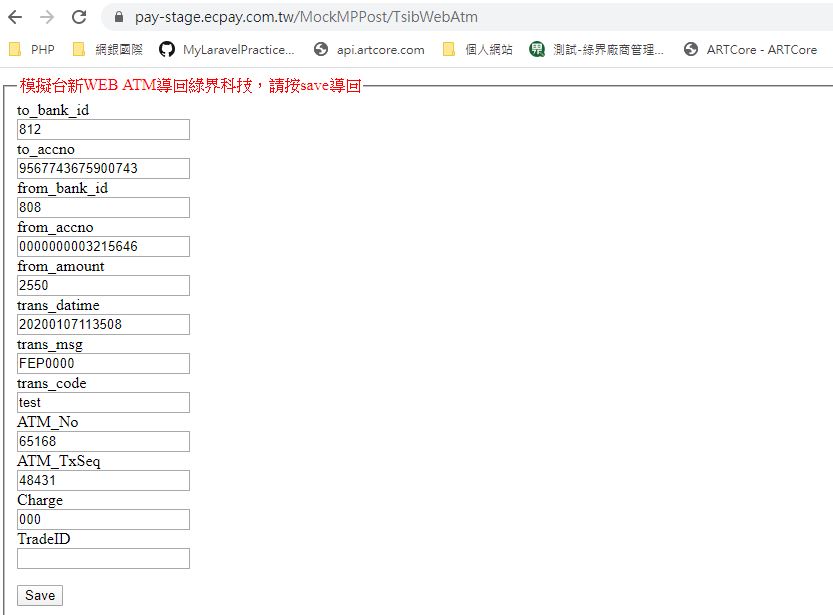 pay-stage.ecpay.com.tw/MockMPPost/TsibWebAtm
PHP 網銀國際 MyLaravelPractice... api.artcore.com 個人網站 測試-綠界廠商管理... ARTCore - ARTCore
模擬台新WEB ATM導回綠界科技，請按save導回
to_bank_id
812
to_accno
9567743675900743
from_bank_id
808
from_accno
0000000003215646
from_amount
2550
trans_datime
20200107113508
trans_msg
FEP0000
trans_code
test
ATM_No
65168
ATM_TxSeq
48431
Charge
000
TradeID
Save